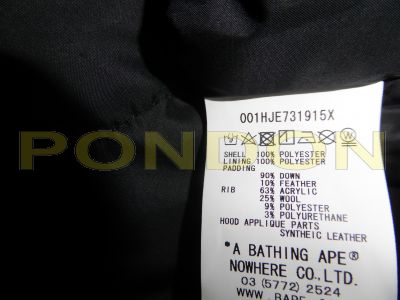 001HJE731915X
SHELL 100% POLYESTER
LINING 100% POLYESTER
PADDING
90% DOWN
10% FEATHER
RIB 63% ACRYLIC
25% WOOL
9% POLYESTER
3% POLYURETHANE
HOOD APPLIQUE PARTS
SYNTHEIC LEATHER
"A BATHING APE®
NOWHERE CO.,LTD.
03 (5772) 2524
PONDON